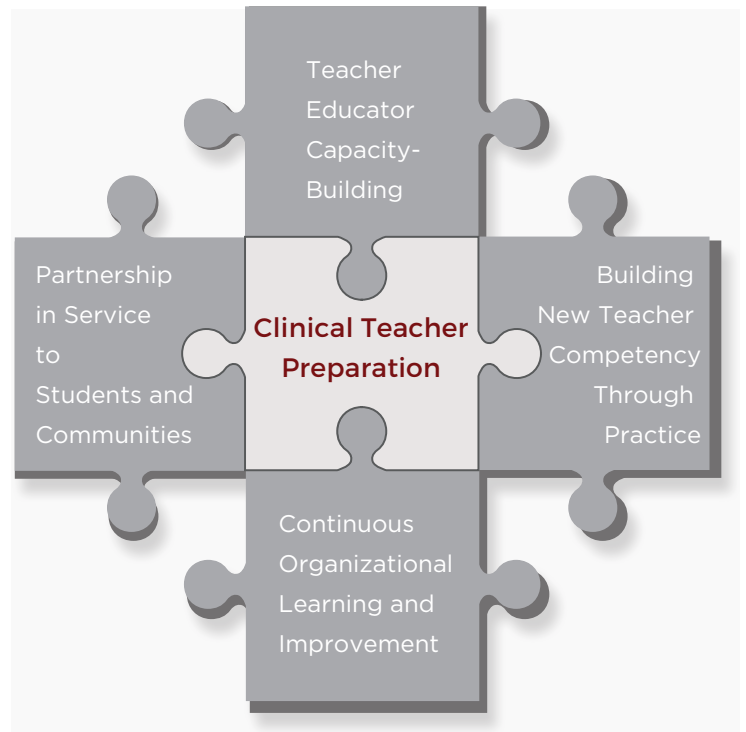 Teacher
Educator
Capacity-
Building
Partnership
in Service
to
Students and
Communities
Clinical Teacher
Preparation
Building
New Teacher
Competency
Through
Practice
Continuous
Organizational
Learning and
Improvement